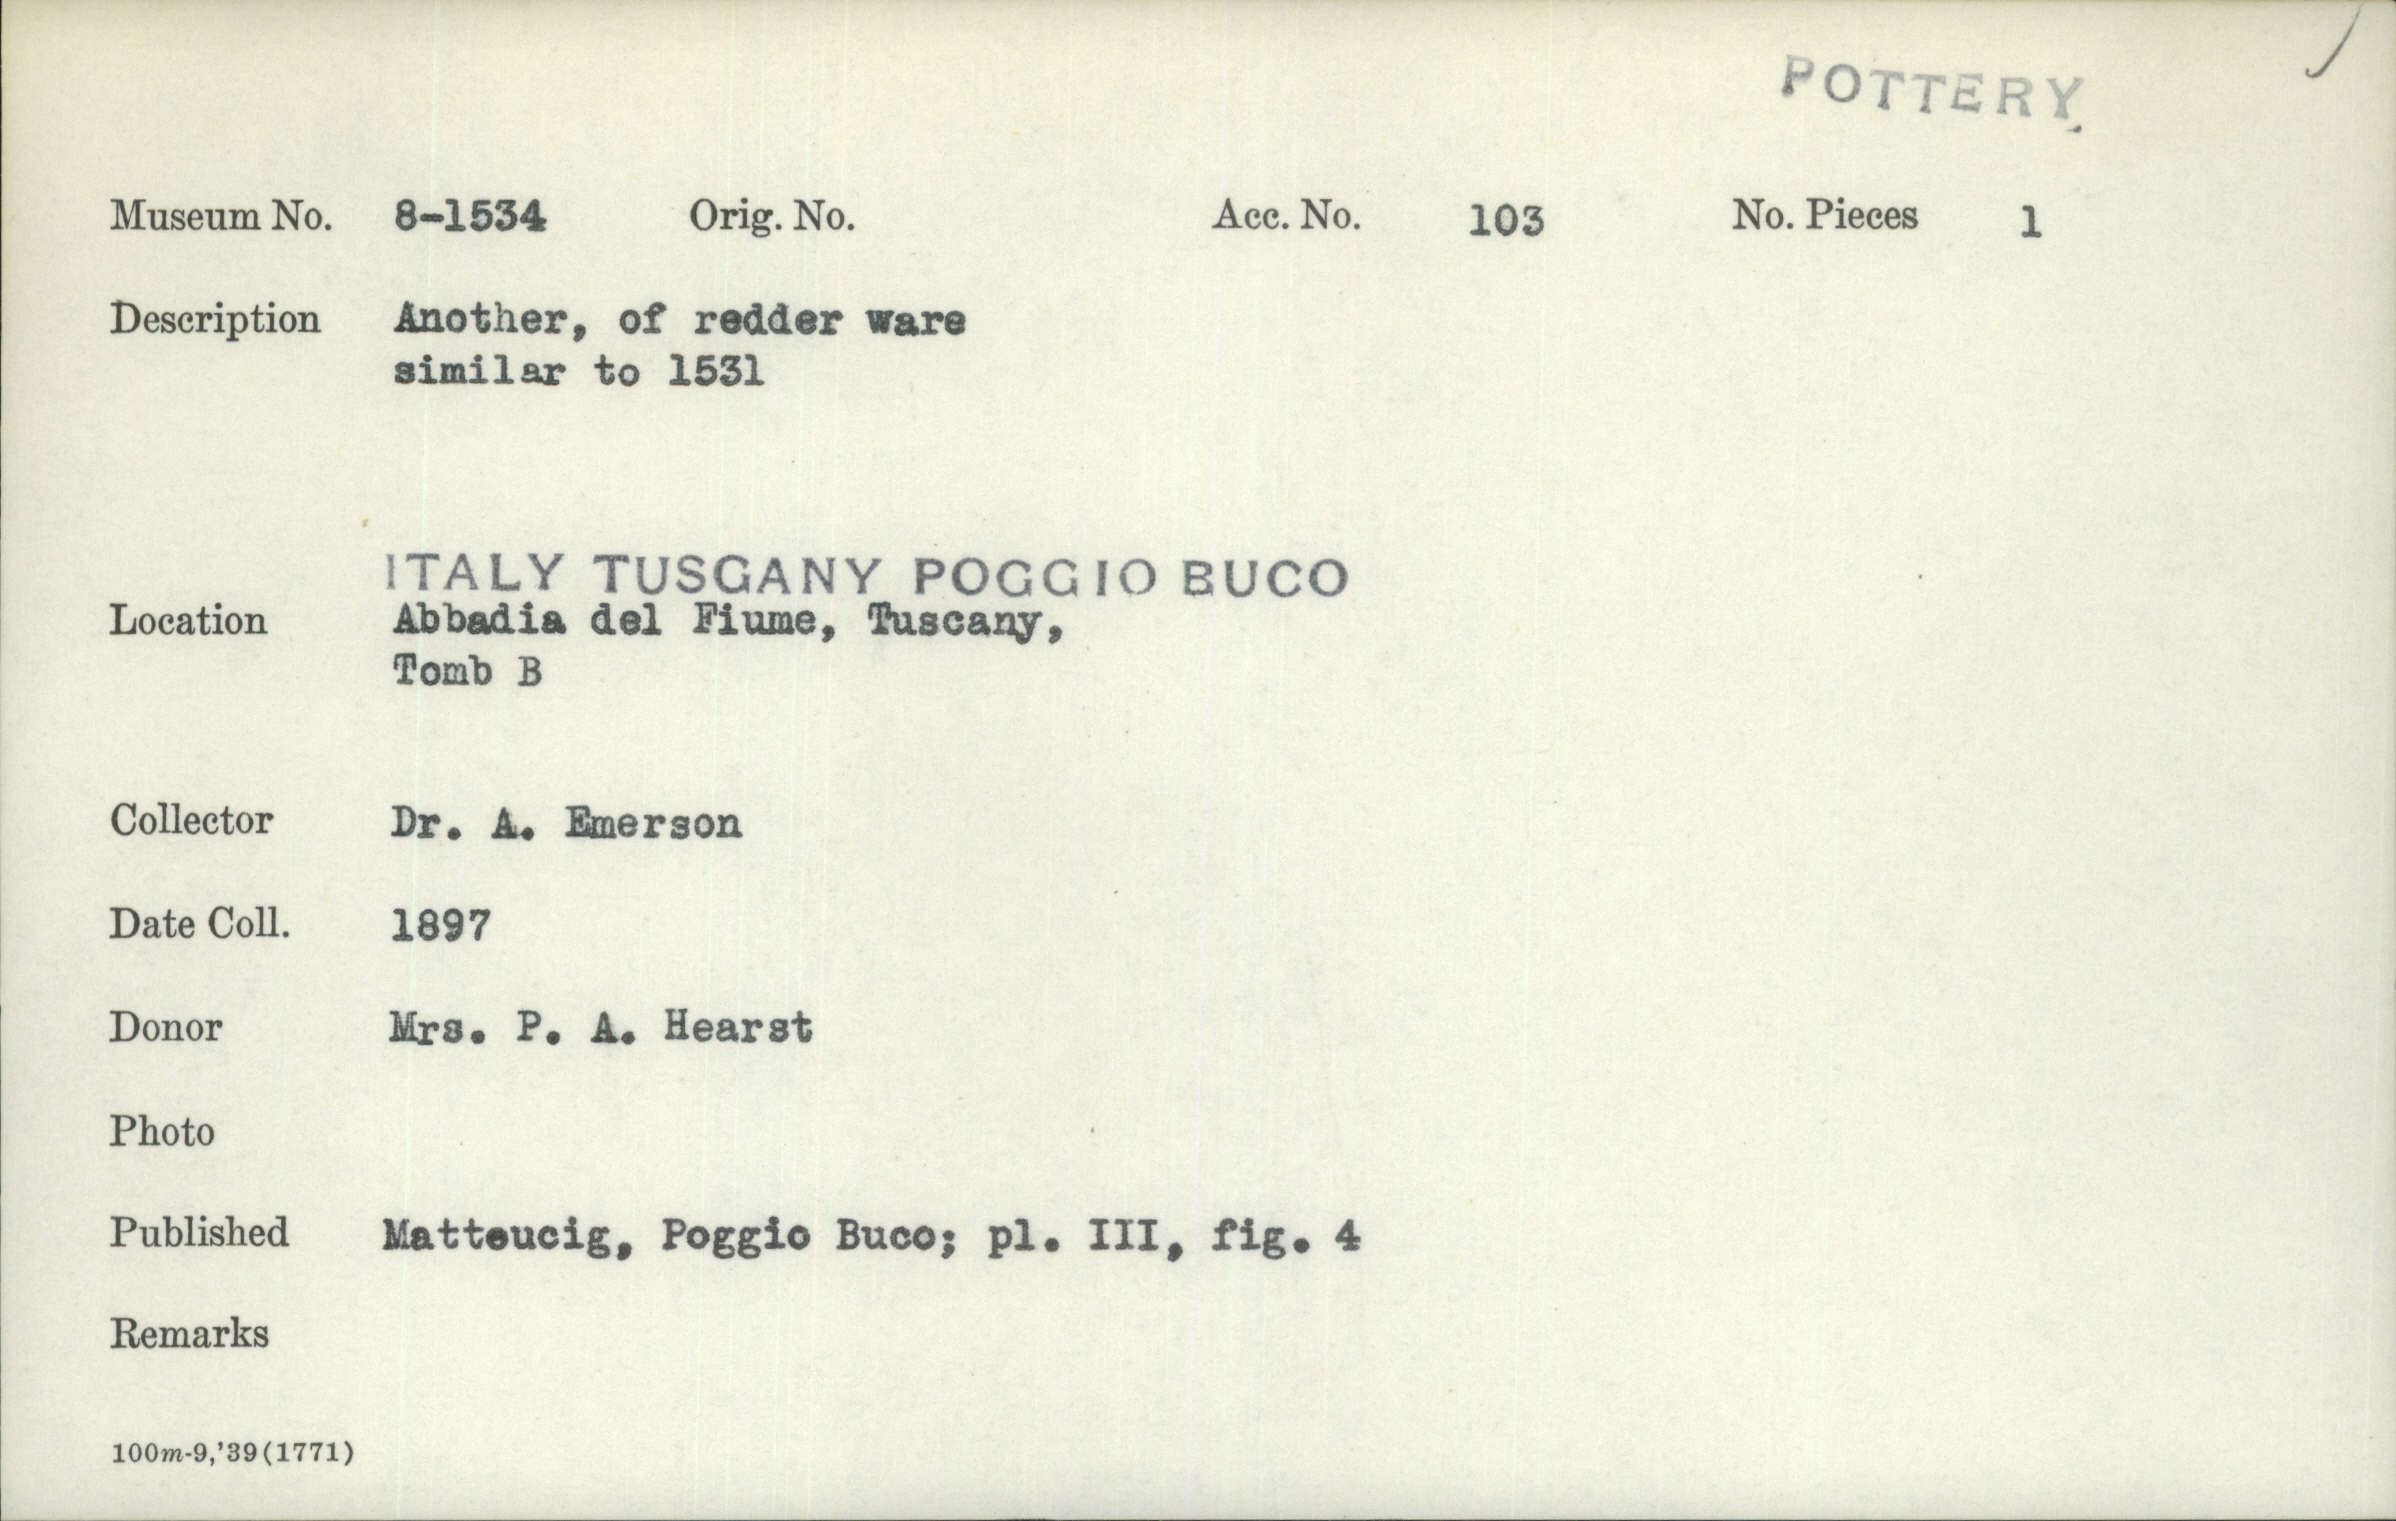 POTTERY
Museum No. 8-1534 Orig. No. Acc. No. 103 No. Pieces 1
Description Another, of redder ware
similar to 1531
ITALY TUSCANY POGGIO BUCO
Location Abbadia del Fiume, Tuscany,
Tomb B
Collector Dr. A. Emerson
Date Coll. 1897
Donor Mrs. P. A. Hearst
Photo
Published Matteucig, Poggio Buco; pl. III, fig. 4
Remarks
100m-9,'39(1771)